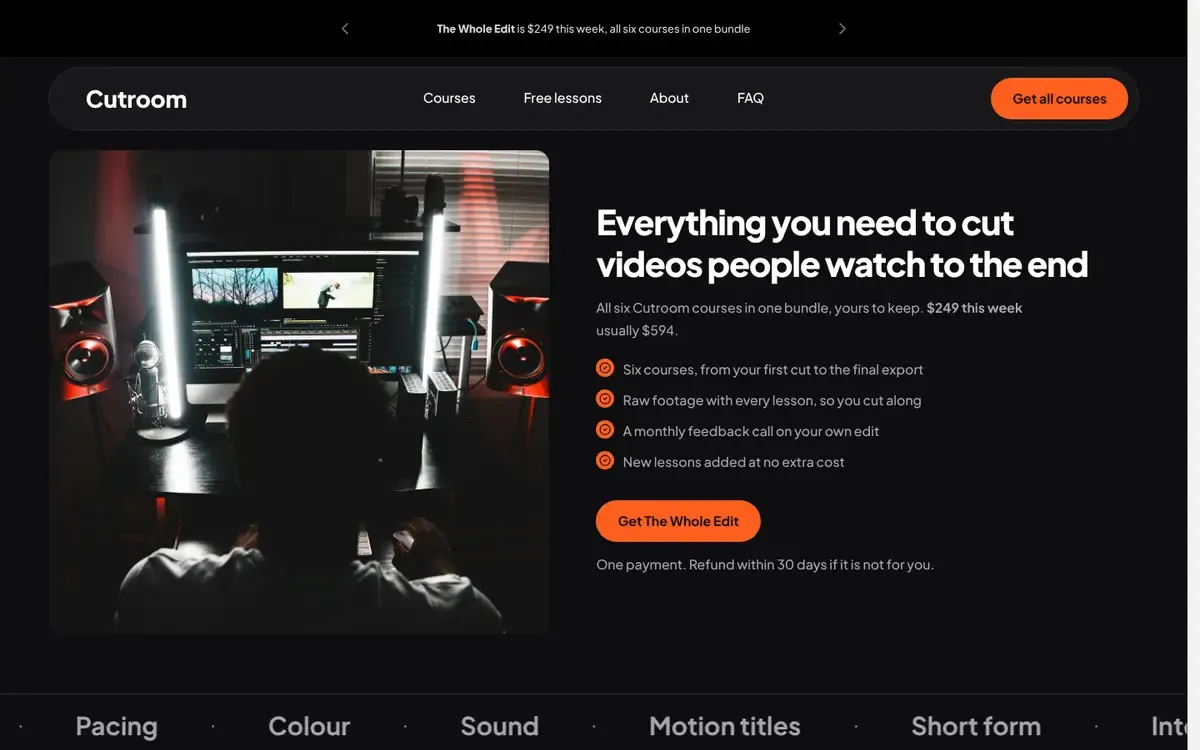 The Whole Edit is $249 this week, all six courses in one bundle
Cutroom
Courses
Free lessons
About
FAQ
Get all courses
Everything you need to cut
videos people watch to the end
All six Cutroom courses in one bundle, yours to keep. $249 this week
usually $594.
Six courses, from your first cut to the final export
Raw footage with every lesson, so you cut along
A monthly feedback call on your own edit
New lessons added at no extra cost
Get The Whole Edit
One payment. Refund within 30 days if it is not for you.
· Pacing · Colour · Sound · Motion titles · Short form ·